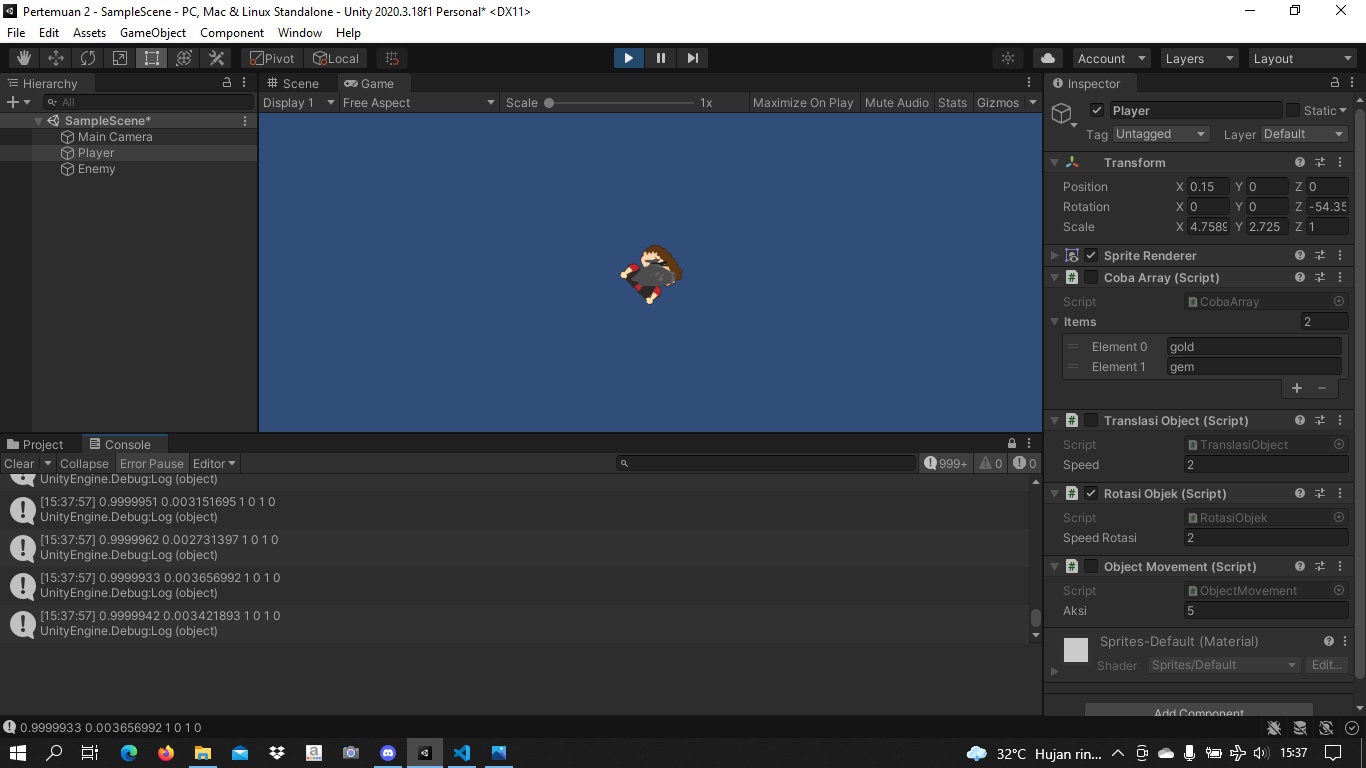 Pertemuan 2 - SampleScene - PC, Mac & Linux Standalone - Unity 2020.3.18f1 Personal* <DX11>
File Edit Assets GameObject Component Window Help
Pivot Local Account Layers Layout
Hierarchy
All
SampleScene*
Main Camera
Player
Enemy
Scene Game
Display 1 Free Aspect Scale 1x Maximize On Play Mute Audio Stats Gizmos
Project Console
Clear Collapse Error Pause Editor 999+ 0 0
UnityEngine.Debug:Log (object)
[15:37:57] 0.9999951 0.003151695 1 0 1 0
UnityEngine.Debug:Log (object)
[15:37:57] 0.9999962 0.002731397 1 0 1 0
UnityEngine.Debug:Log (object)
[15:37:57] 0.9999933 0.003656992 1 0 1 0
UnityEngine.Debug:Log (object)
[15:37:57] 0.9999942 0.003421893 1 0 1 0
UnityEngine.Debug:Log (object)
Inspector
Player Static
Tag Untagged Layer Default
Transform
Position X 0.15 Y 0 Z 0
Rotation X 0 Y 0 Z -54.35
Scale X 4.7589 Y 2.725 Z 1
Sprite Renderer
Coba Array (Script)
Script CobaArray
Items 2
Element 0 gold
Element 1 gem
Translasi Object (Script)
Script TranslasiObject
Speed 2
Rotasi Objek (Script)
Script RotasiObjek
Speed Rotasi 2
Object Movement (Script)
Script ObjectMovement
Aksi 5
Sprites-Default (Material)
Shader Sprites/Default Edit...
Add Component
0.9999933 0.003656992 1 0 1 0
32°C Hujan rin... 15:37